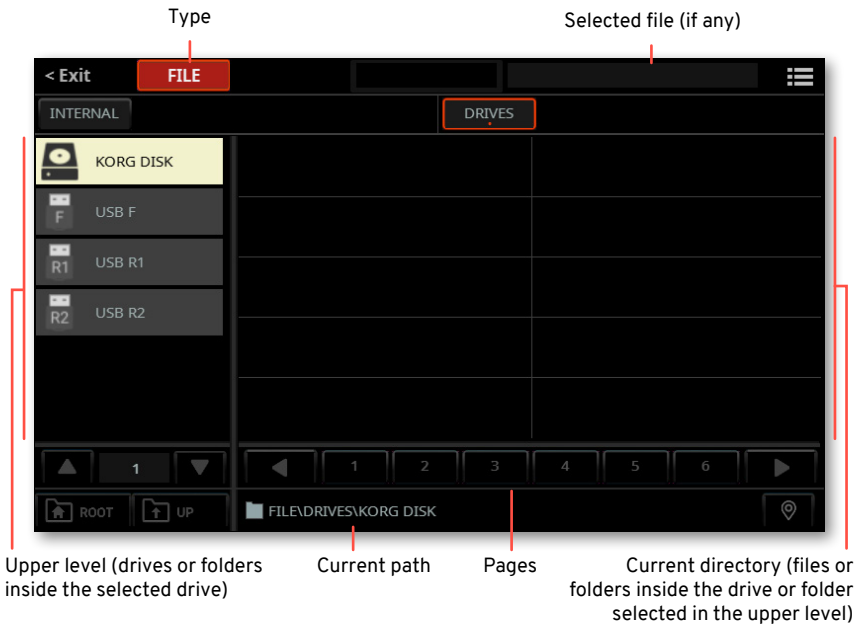 Type
Selected file (if any)
< Exit
FILE
INTERNAL
DRIVES
KORG DISK
F
USB F
R1
USB R1
R2
USB R2
1
1
2
3
4
5
6
ROOT
UP
FILE\DRIVES\KORG DISK
Upper level (drives or folders
inside the selected drive)
Current path
Pages
Current directory (files or
folders inside the drive or folder
selected in the upper level)